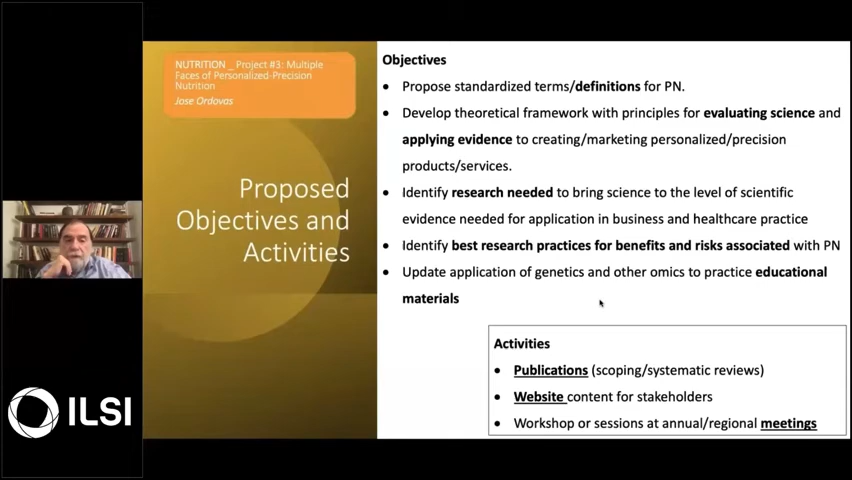 NUTRITION _ Project #3: Multiple
Faces of Personalized-Precision
Nutrition
Jose Ordovas
Proposed
Objectives and
Activities
Objectives
• Propose standardized terms/definitions for PN.
• Develop theoretical framework with principles for evaluating science and
applying evidence to creating/marketing personalized/precision
products/services.
• Identify research needed to bring science to the level of scientific
evidence needed for application in business and healthcare practice
• Identify best research practices for benefits and risks associated with PN
• Update application of genetics and other omics to practice educational
materials
Activities
• Publications (scoping/systematic reviews)
• Website content for stakeholders
• Workshop or sessions at annual/regional meetings
ILSI